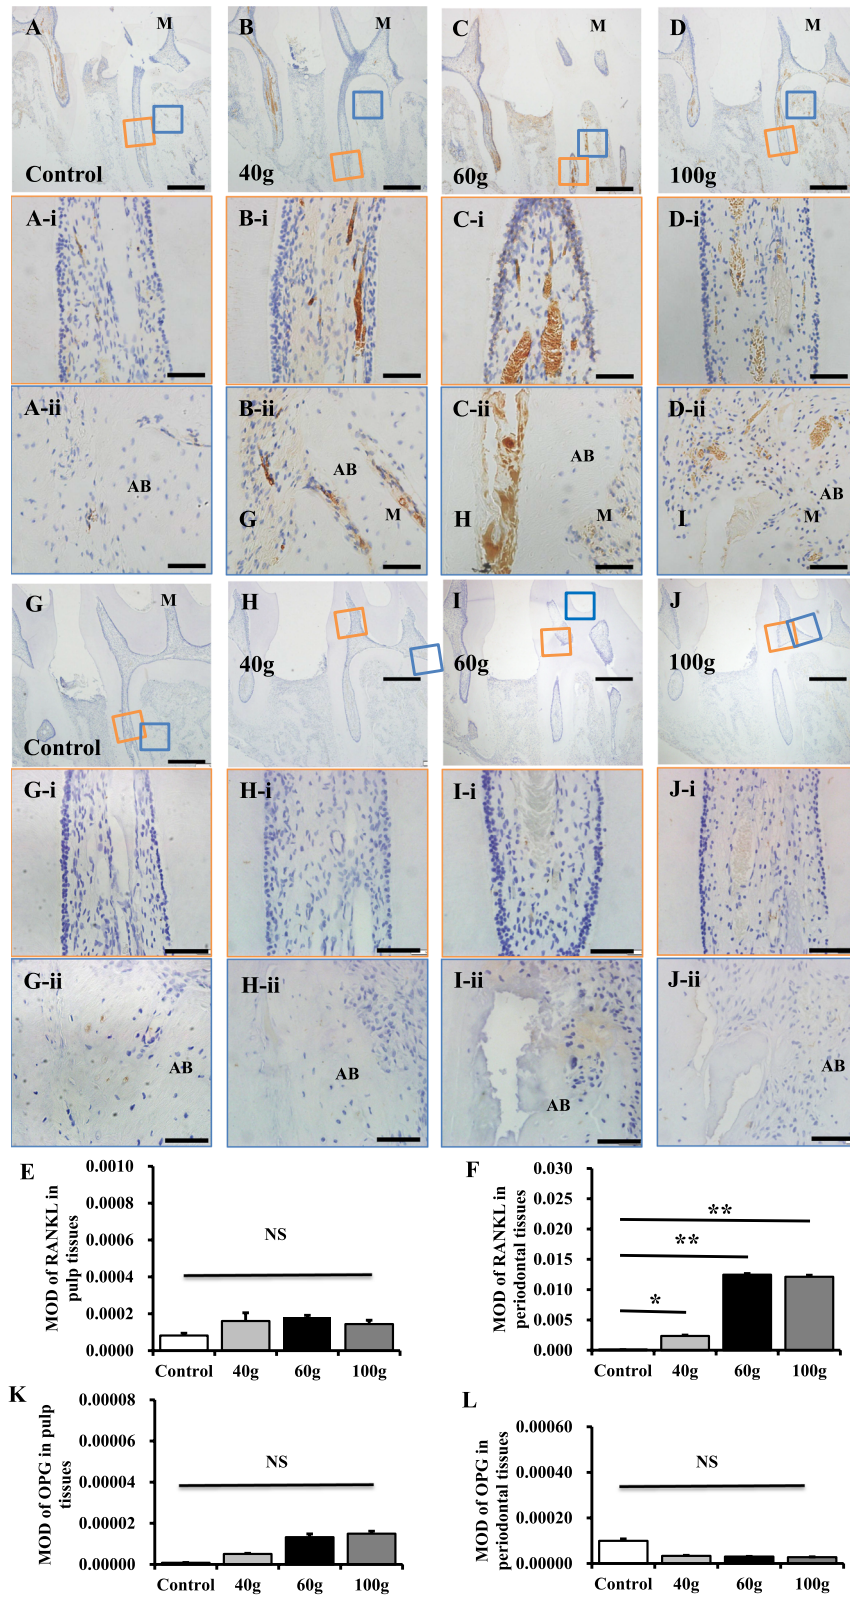 A M B C M D M
Control 40g 60g 100g
A-i B-i C-i D-i
A-ii B-ii C-ii D-ii
AB AB AB AB
G M H M I M
G M H I J
Control 40g 60g 100g
G-i H-i I-i J-i
G-ii H-ii I-ii J-ii
AB AB AB AB
E
MOD of RANKL in
pulp tissues
0.0010
0.0008
0.0006
0.0004
0.0002
0.0000
NS
Control 40g 60g 100g
F
MOD of RANKL in
periodontal tissues
0.030
0.025
0.020
0.015
0.010
0.005
0.000
**
**
*
Control 40g 60g 100g
K
MOD of OPG in pulp
tissues
0.00008
0.00006
0.00004
0.00002
0.00000
NS
Control 40g 60g 100g
L
MOD of OPG in
periodontal tissues
0.00060
0.00040
0.00020
0.00000
NS
Control 40g 60g 100g